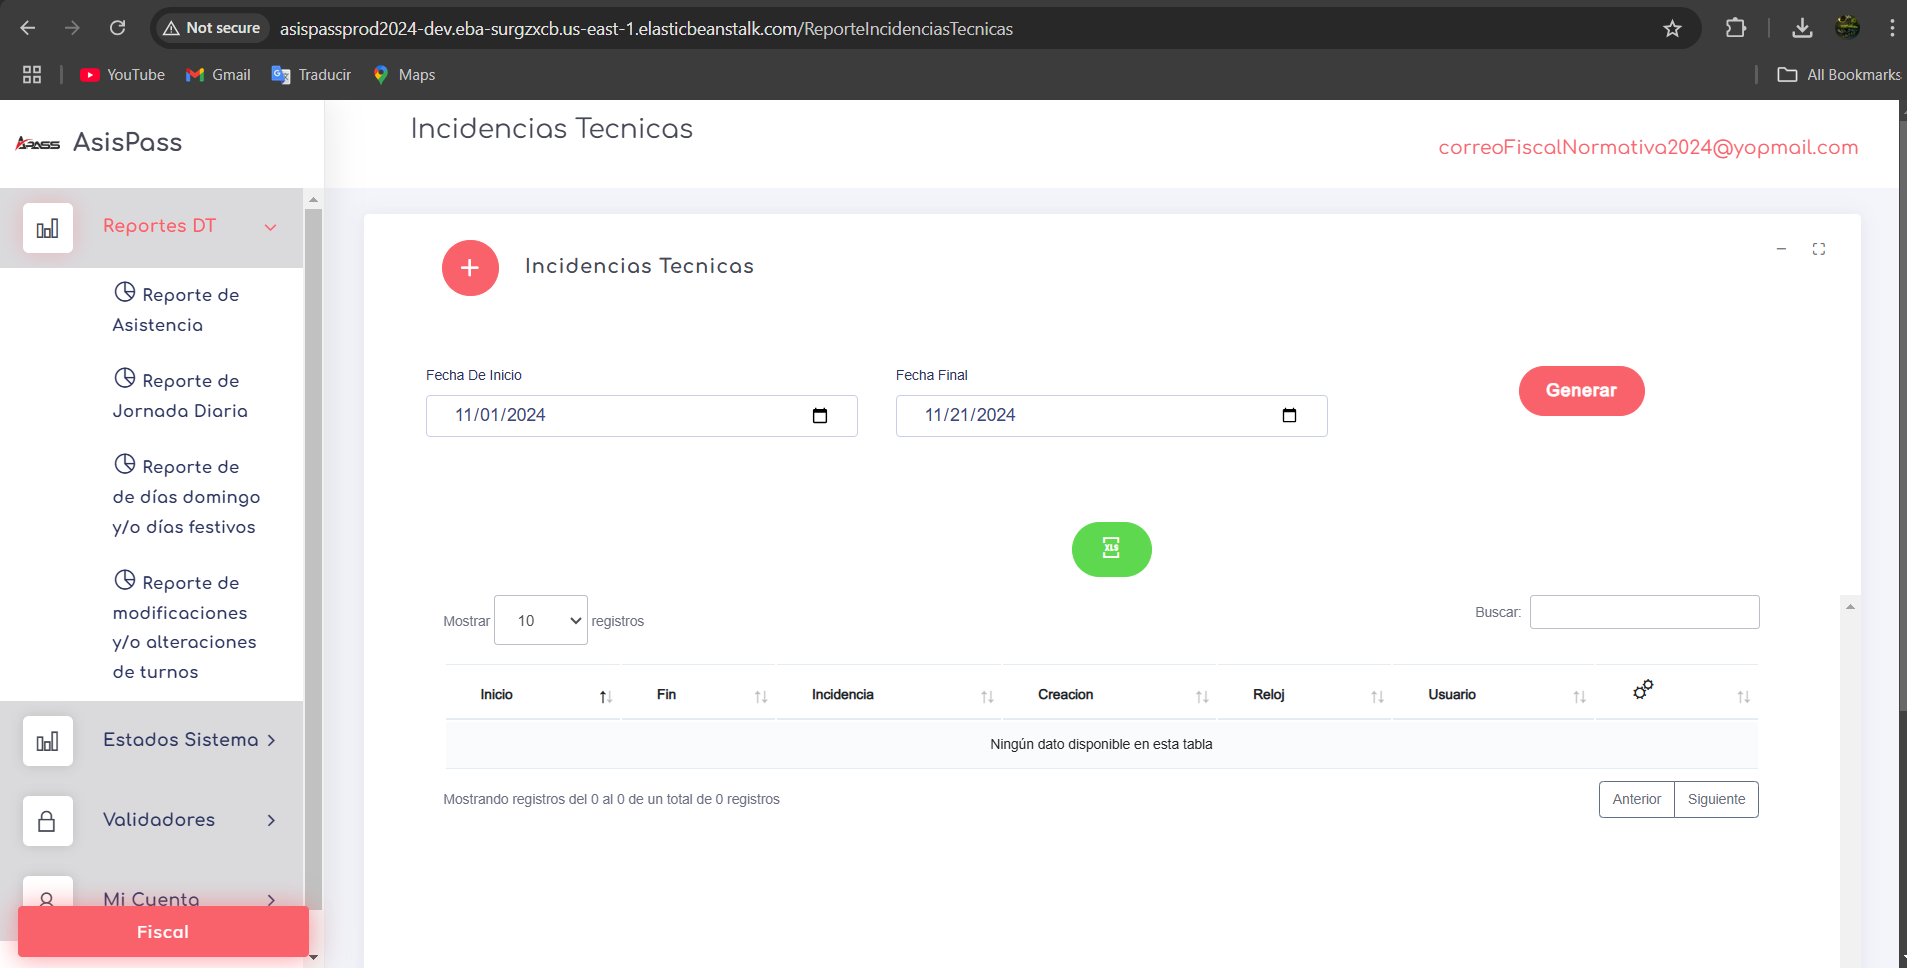 Not secure
asispassprod2024-dev.eba-surgzxcb.us-east-1.elasticbeanstalk.com/ReporteIncidenciasTecnicas
YouTube
Gmail
Traducir
Maps
All Bookmarks
APASS
AsisPass
Incidencias Tecnicas
correoFiscalNormativa2024@yopmail.com
Reportes DT
Reporte de
Asistencia
Reporte de
Jornada Diaria
Reporte de
de días domingo
y/o días festivos
Reporte de
modificaciones
y/o alteraciones
de turnos
Estados Sistema
Validadores
Mi Cuenta
Fiscal
Incidencias Tecnicas
Fecha De Inicio
11/01/2024
Fecha Final
11/21/2024
Generar
XLS
Mostrar 10 registros
Buscar:
Inicio Fin Incidencia Creacion Reloj Usuario
Ningún dato disponible en esta tabla
Mostrando registros del 0 al 0 de un total de 0 registros
Anterior Siguiente